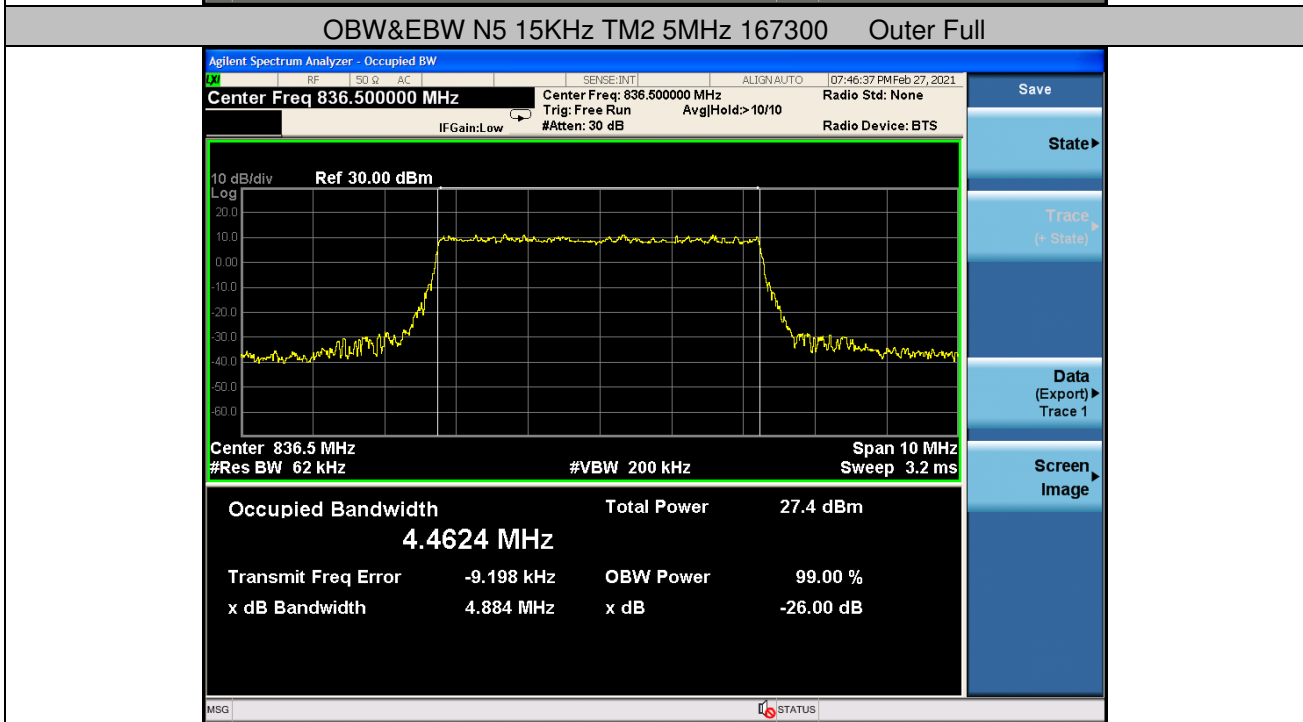 OBW&EBW N5 15KHz TM2 5MHz 167300 Outer Full
Agilent Spectrum Analyzer - Occupied BW
LXI RF 50 Ω AC SENSE:INT ALIGN AUTO 07:46:37 PM Feb 27, 2021
Center Freq 836.500000 MHz Center Freq: 836.500000 MHz Radio Std: None
Trig: Free Run Avg|Hold:>10/10
IFGain:Low #Atten: 30 dB Radio Device: BTS
10 dB/div Ref 30.00 dBm
Log
20.0
10.0
0.00
-10.0
-20.0
-30.0
-40.0
-50.0
-60.0
Center 836.5 MHz Span 10 MHz
#Res BW 62 kHz #VBW 200 kHz Sweep 3.2 ms
Occupied Bandwidth Total Power 27.4 dBm
4.4624 MHz
Transmit Freq Error -9.198 kHz OBW Power 99.00 %
x dB Bandwidth 4.884 MHz x dB -26.00 dB
MSG STATUS
Save
State
Trace
(+ State)
Data
(Export)
Trace 1
Screen
Image